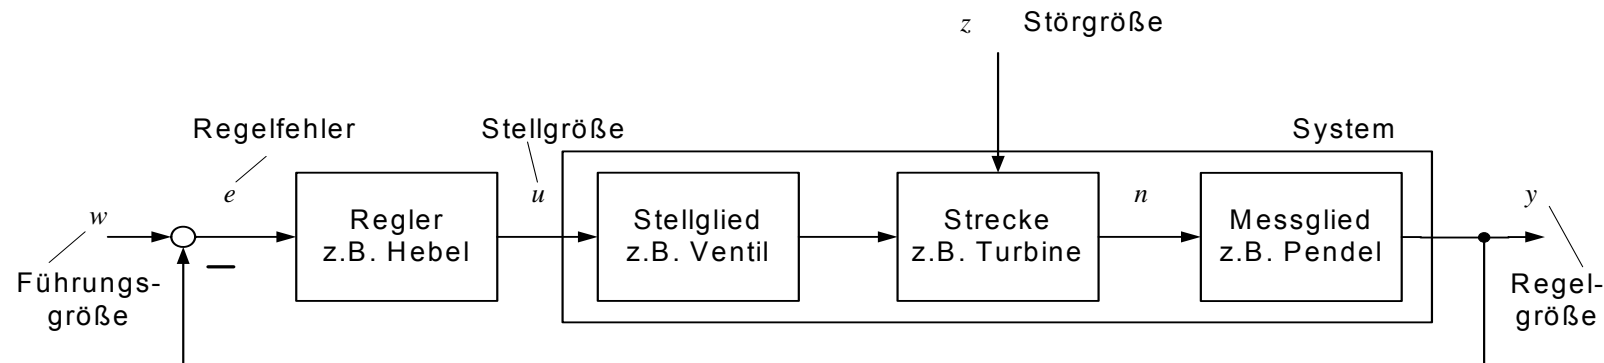 z Störgröße
Regelfehler
Stellgröße
System
w
e
Regler
z.B. Hebel
u
Stellglied
z.B. Ventil
Strecke
z.B. Turbine
n
Messglied
z.B. Pendel
y
−
Führungs-
größe
Regel-
größe